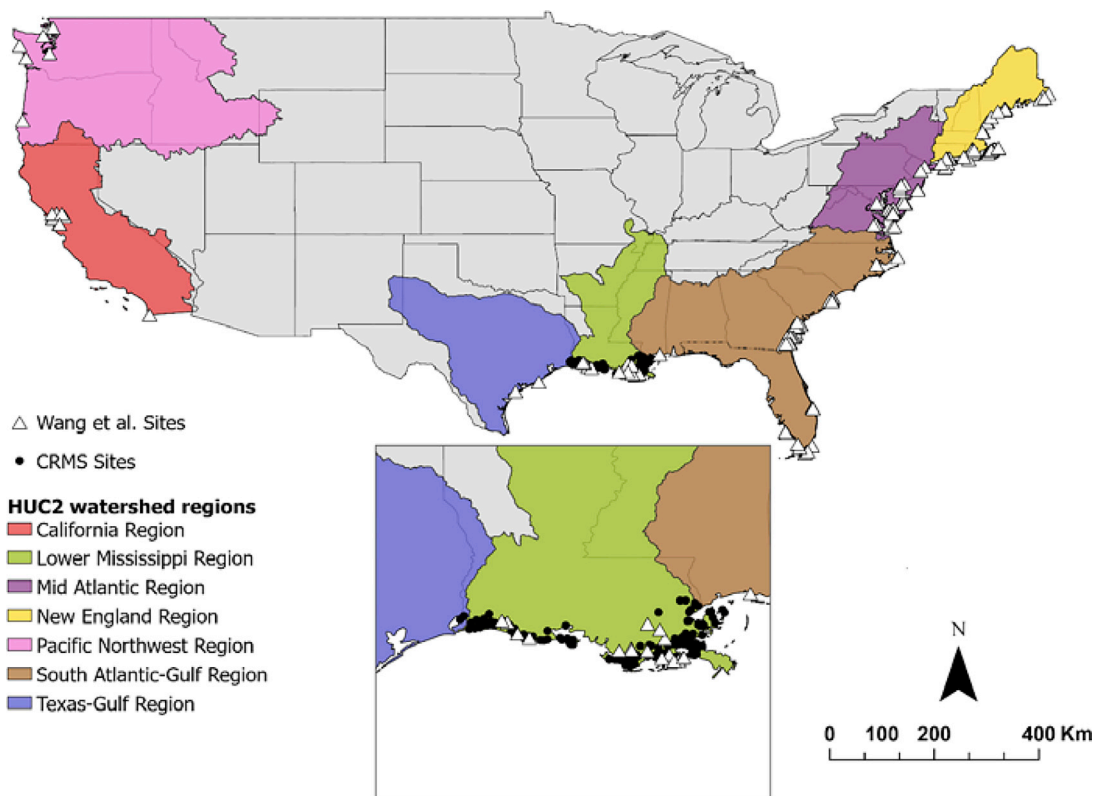 Wang et al. Sites
CRMS Sites
HUC2 watershed regions
California Region
Lower Mississippi Region
Mid Atlantic Region
New England Region
Pacific Northwest Region
South Atlantic-Gulf Region
Texas-Gulf Region
N
0 100 200 400 Km